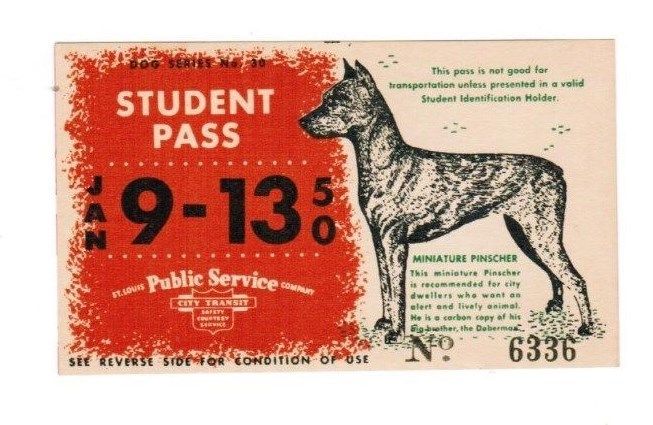 DOG SERIES No. 30
STUDENT
PASS
JAN 9-13 50
ST. LOUIS Public Service COMPANY
CITY TRANSIT
SAFETY
COURTESY
SERVICE
SEE REVERSE SIDE FOR CONDITION OF USE
This pass is not good for
transportation unless presented in a valid
Student Identification Holder.
MINIATURE PINSCHER
This miniature Pinscher
is recommended for city
dwellers who want an
alert and lively animal.
He is a carbon copy of his
big brother, the Doberman
No. 6336